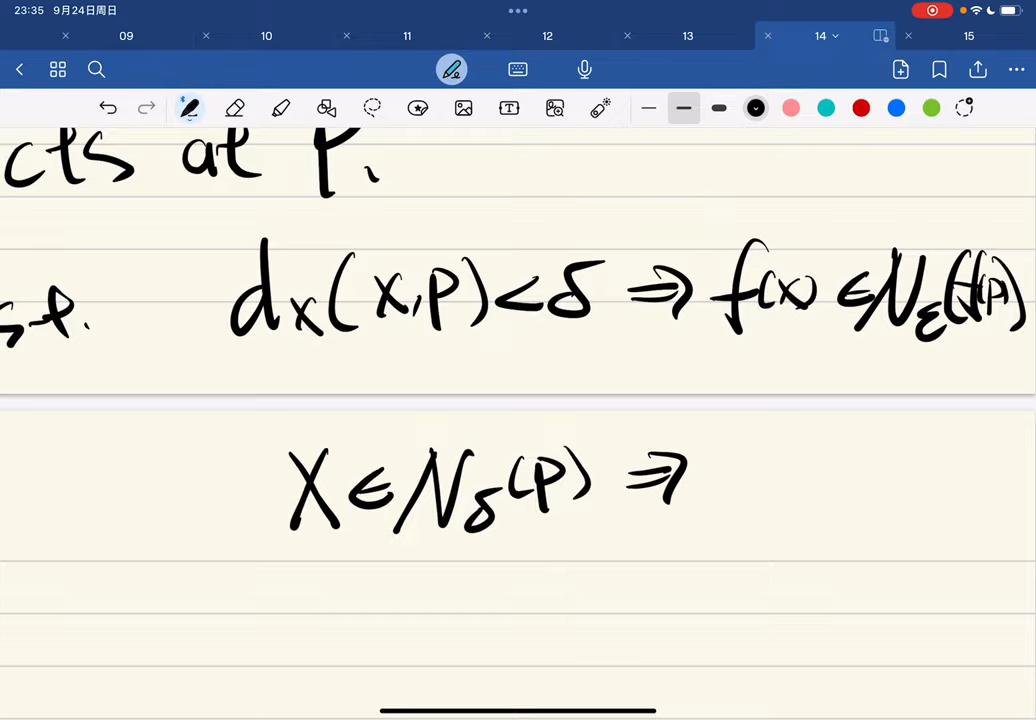 23:35 9月24日周日
09 10 11 12 13 14 15
cts at p.
s.t. dx(x,p)<δ ⇒ f(x) ∈ Nε(f(p))
X ∈ Nδ(p) ⇒